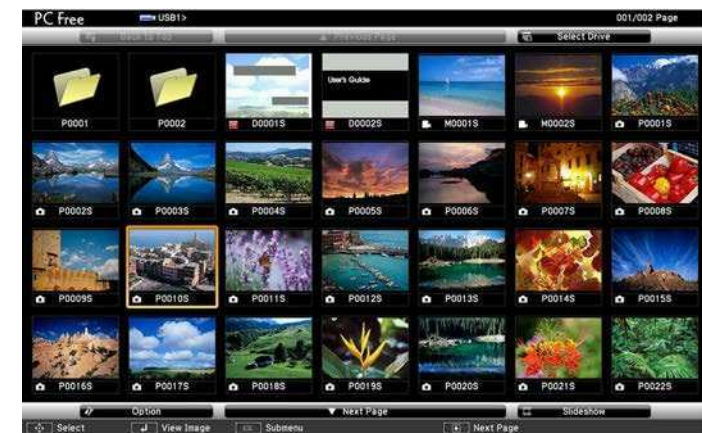 PC Free USB1> 001/002 Page
Back to Top ▲ Previous Page Select Drive
User's Guide
P0001 P0002 D0001S D0002S M0001S M0002S P0001S
P0002S P0003S P0004S P0005S P0006S P0007S P0008S
P0009S P0010S P0011S P0012S P0013S P0014S P0015S
P0016S P0017S P0018S P0019S P0020S P0021S P0022S
Option ▼ Next Page Slideshow
Select View Image Esc Submenu Next Page